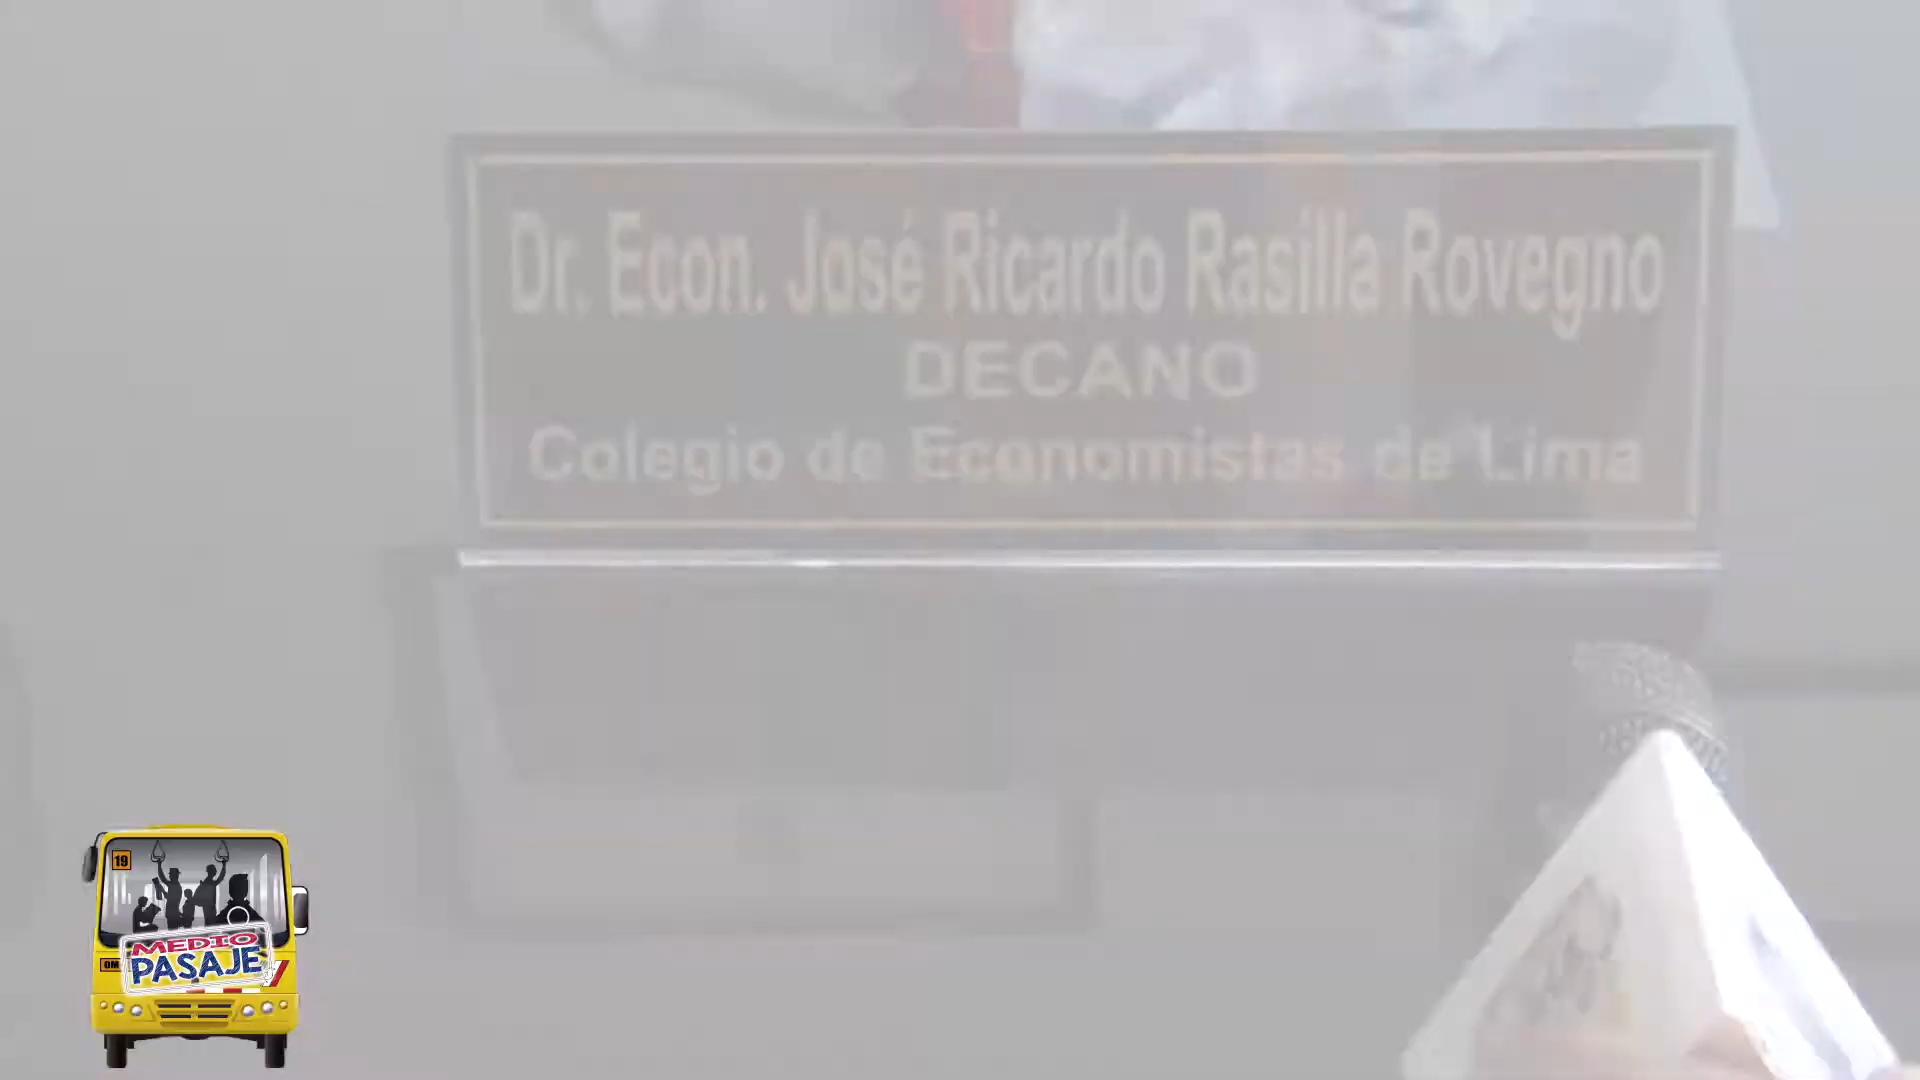 Dr. Econ. José Ricardo Rasilla Rovegno
DECANO
Colegio de Economistas de Lima
19
MEDIO
PASAJE